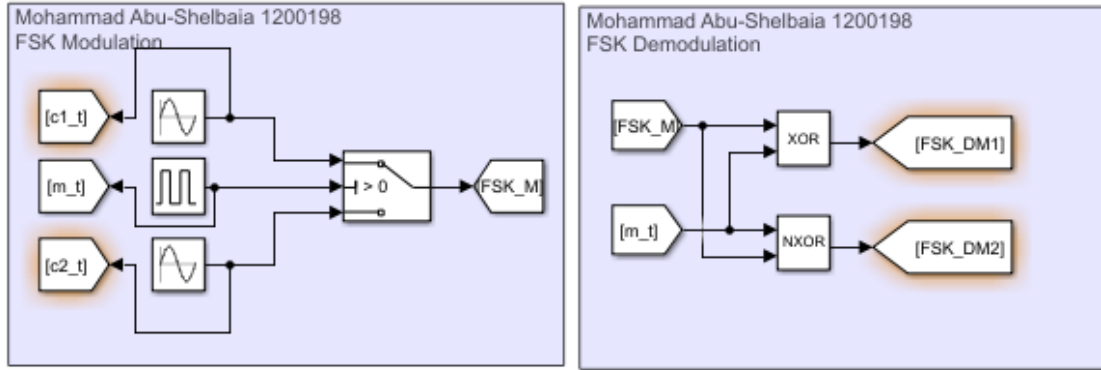 Mohammad Abu-Shelbaia 1200198
FSK Modulation
[c1_t]
[m_t]
> 0
[FSK_M]
[c2_t]
Mohammad Abu-Shelbaia 1200198
FSK Demodulation
[FSK_M]
XOR
[FSK_DM1]
[m_t]
NXOR
[FSK_DM2]